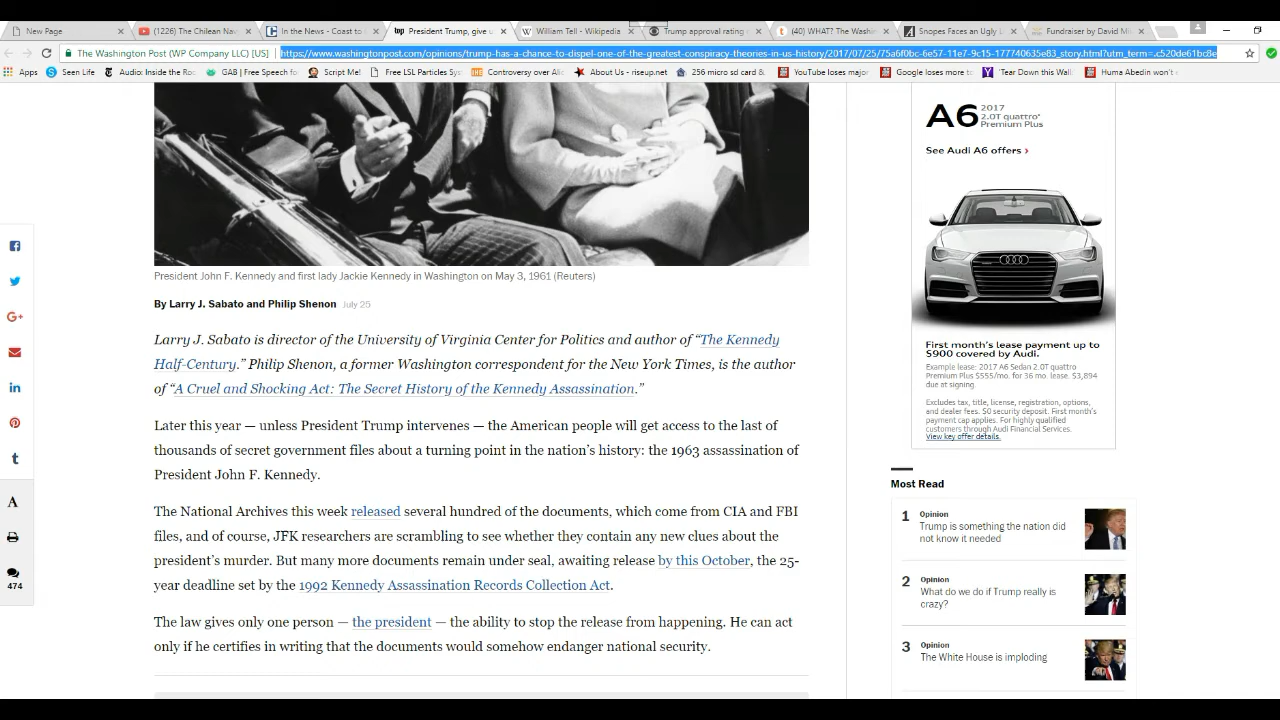 New Page
(1226) The Chilean Nav
In the News - Coast to
President Trump, give u
William Tell - Wikipedia
Trump approval rating
(40) WHAT? The Washin
Snopes Faces an Ugly L
Fundraiser by David Mi
The Washington Post (WP Company LLC) [US]
https://www.washingtonpost.com/opinions/trump-has-a-chance-to-dispel-one-of-the-greatest-conspiracy-theories-in-us-history/2017/07/25/75a6f0bc-6e57-11e7-9c15-177740635e83_story.html?utm_term=.c520de61bc8e
Apps
Seen Life
Audio: Inside the Roc
GAB | Free Speech fo
Script Me!
Free LSL Particles Sys
Controversy over Alic
About Us - riseup.net
256 micro sd card &
YouTube loses major
Google loses more to
'Tear Down this Wall
Huma Abedin won't
President John F. Kennedy and first lady Jackie Kennedy in Washington on May 3, 1961 (Reuters)
By Larry J. Sabato and Philip Shenon July 25
Larry J. Sabato is director of the University of Virginia Center for Politics and author of “The Kennedy
Half-Century.” Philip Shenon, a former Washington correspondent for the New York Times, is the author
of “A Cruel and Shocking Act: The Secret History of the Kennedy Assassination.”
Later this year — unless President Trump intervenes — the American people will get access to the last of
thousands of secret government files about a turning point in the nation’s history: the 1963 assassination of
President John F. Kennedy.
The National Archives this week released several hundred of the documents, which come from CIA and FBI
files, and of course, JFK researchers are scrambling to see whether they contain any new clues about the
president’s murder. But many more documents remain under seal, awaiting release by this October, the 25-
year deadline set by the 1992 Kennedy Assassination Records Collection Act.
The law gives only one person — the president — the ability to stop the release from happening. He can act
only if he certifies in writing that the documents would somehow endanger national security.
G+
in
t
A
474
A6 2017
2.0T quattro®
Premium Plus
See Audi A6 offers ›
First month’s lease payment up to
$900 covered by Audi.
Example lease: 2017 A6 Sedan 2.0T quattro
Premium Plus $555/mo. for 36 mo. lease. $3,894
due at signing.
Excludes tax, title, license, registration, options,
and dealer fees. $0 security deposit. First month’s
payment cap applies. For highly qualified
customers through Audi Financial Services.
View key offer details.
Most Read
1 Opinion
Trump is something the nation did
not know it needed
2 Opinion
What do we do if Trump really is
crazy?
3 Opinion
The White House is imploding